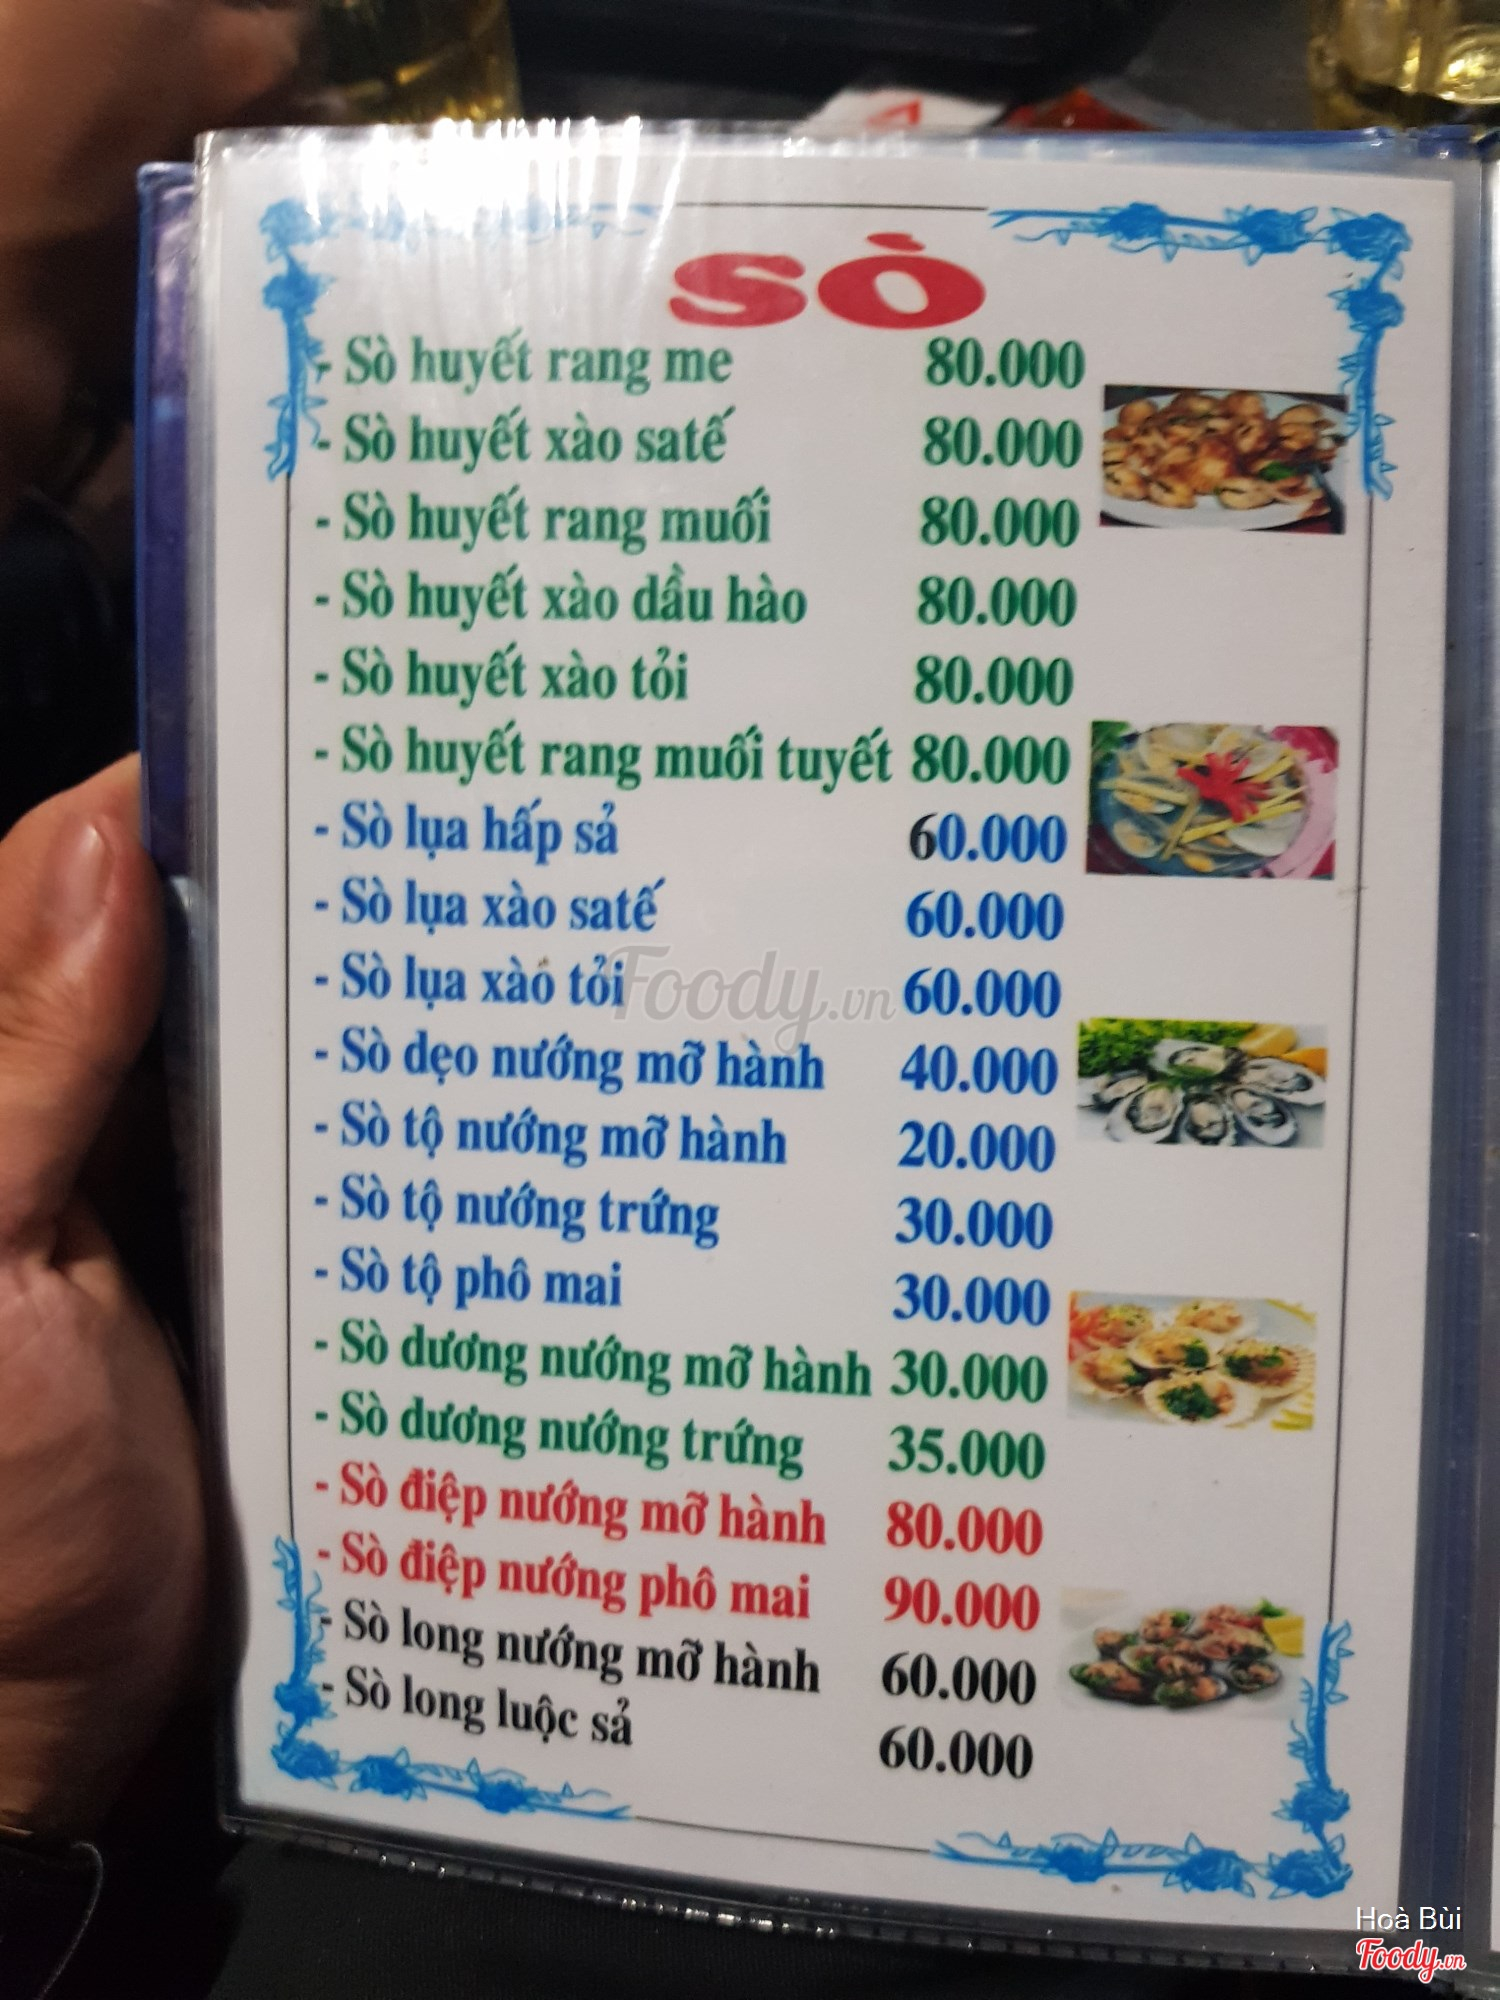 SÒ
- Sò huyết rang me 80.000
- Sò huyết xào satế 80.000
- Sò huyết rang muối 80.000
- Sò huyết xào dầu hào 80.000
- Sò huyết xào tỏi 80.000
- Sò huyết rang muối tuyết 80.000
- Sò lụa hấp sả 60.000
- Sò lụa xào satế 60.000
- Sò lụa xào tỏi 60.000
- Sò dẹo nướng mỡ hành 40.000
- Sò tộ nướng mỡ hành 20.000
- Sò tộ nướng trứng 30.000
- Sò tộ phô mai 30.000
- Sò dương nướng mỡ hành 30.000
- Sò dương nướng trứng 35.000
- Sò điệp nướng mỡ hành 80.000
- Sò điệp nướng phô mai 90.000
- Sò long nướng mỡ hành 60.000
- Sò long luộc sả 60.000
Foody.vn
Hoà Bùi
Foody.vn